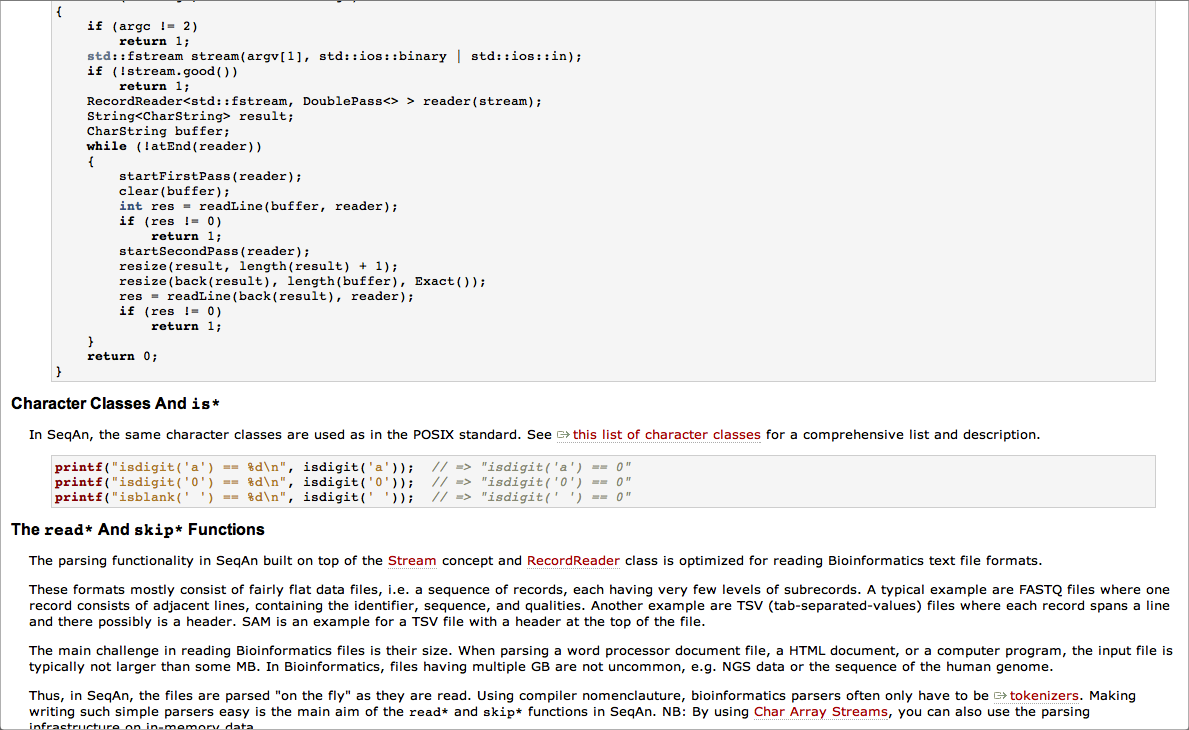 {
if (argc != 2)
return 1;
std::fstream stream(argv[1], std::ios::binary | std::ios::in);
if (!stream.good())
return 1;
RecordReader<std::fstream, DoublePass<> > reader(stream);
String<CharString> result;
CharString buffer;
while (!atEnd(reader))
{
startFirstPass(reader);
clear(buffer);
int res = readLine(buffer, reader);
if (res != 0)
return 1;
startSecondPass(reader);
resize(result, length(result) + 1);
resize(back(result), length(buffer), Exact());
res = readLine(back(result), reader);
if (res != 0)
return 1;
}
return 0;
}
Character Classes And is*
In SeqAn, the same character classes are used as in the POSIX standard. See this list of character classes for a comprehensive list and description.
printf("isdigit('a') == %d\n", isdigit('a'));  // => "isdigit('a') == 0"
printf("isdigit('0') == %d\n", isdigit('0'));  // => "isdigit('0') == 0"
printf("isblank(' ') == %d\n", isdigit(' '));  // => "isdigit(' ') == 0"
The read* And skip* Functions
The parsing functionality in SeqAn built on top of the Stream concept and RecordReader class is optimized for reading Bioinformatics text file formats.
These formats mostly consist of fairly flat data files, i.e. a sequence of records, each having very few levels of subrecords. A typical example are FASTQ files where one
record consists of adjacent lines, containing the identifier, sequence, and qualities. Another example are TSV (tab-separated-values) files where each record spans a line
and there possibly is a header. SAM is an example for a TSV file with a header at the top of the file.
The main challenge in reading Bioinformatics files is their size. When parsing a word processor document file, a HTML document, or a computer program, the input file is
typically not larger than some MB. In Bioinformatics, files having multiple GB are not uncommon, e.g. NGS data or the sequence of the human genome.
Thus, in SeqAn, the files are parsed "on the fly" as they are read. Using compiler nomenclauture, bioinformatics parsers often only have to be tokenizers. Making
writing such simple parsers easy is the main aim of the read* and skip* functions in SeqAn. NB: By using Char Array Streams, you can also use the parsing
infrastructure on in-memory data.